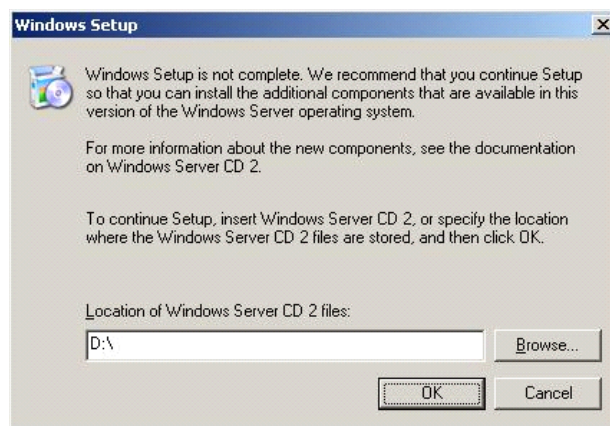 Windows Setup
Windows Setup is not complete. We recommend that you continue Setup
so that you can install the additional components that are available in this
version of the Windows Server operating system.
For more information about the new components, see the documentation
on Windows Server CD 2.
To continue Setup, insert Windows Server CD 2, or specify the location
where the Windows Server CD 2 files are stored, and then click OK.
Location of Windows Server CD 2 files:
D:\
Browse...
OK
Cancel